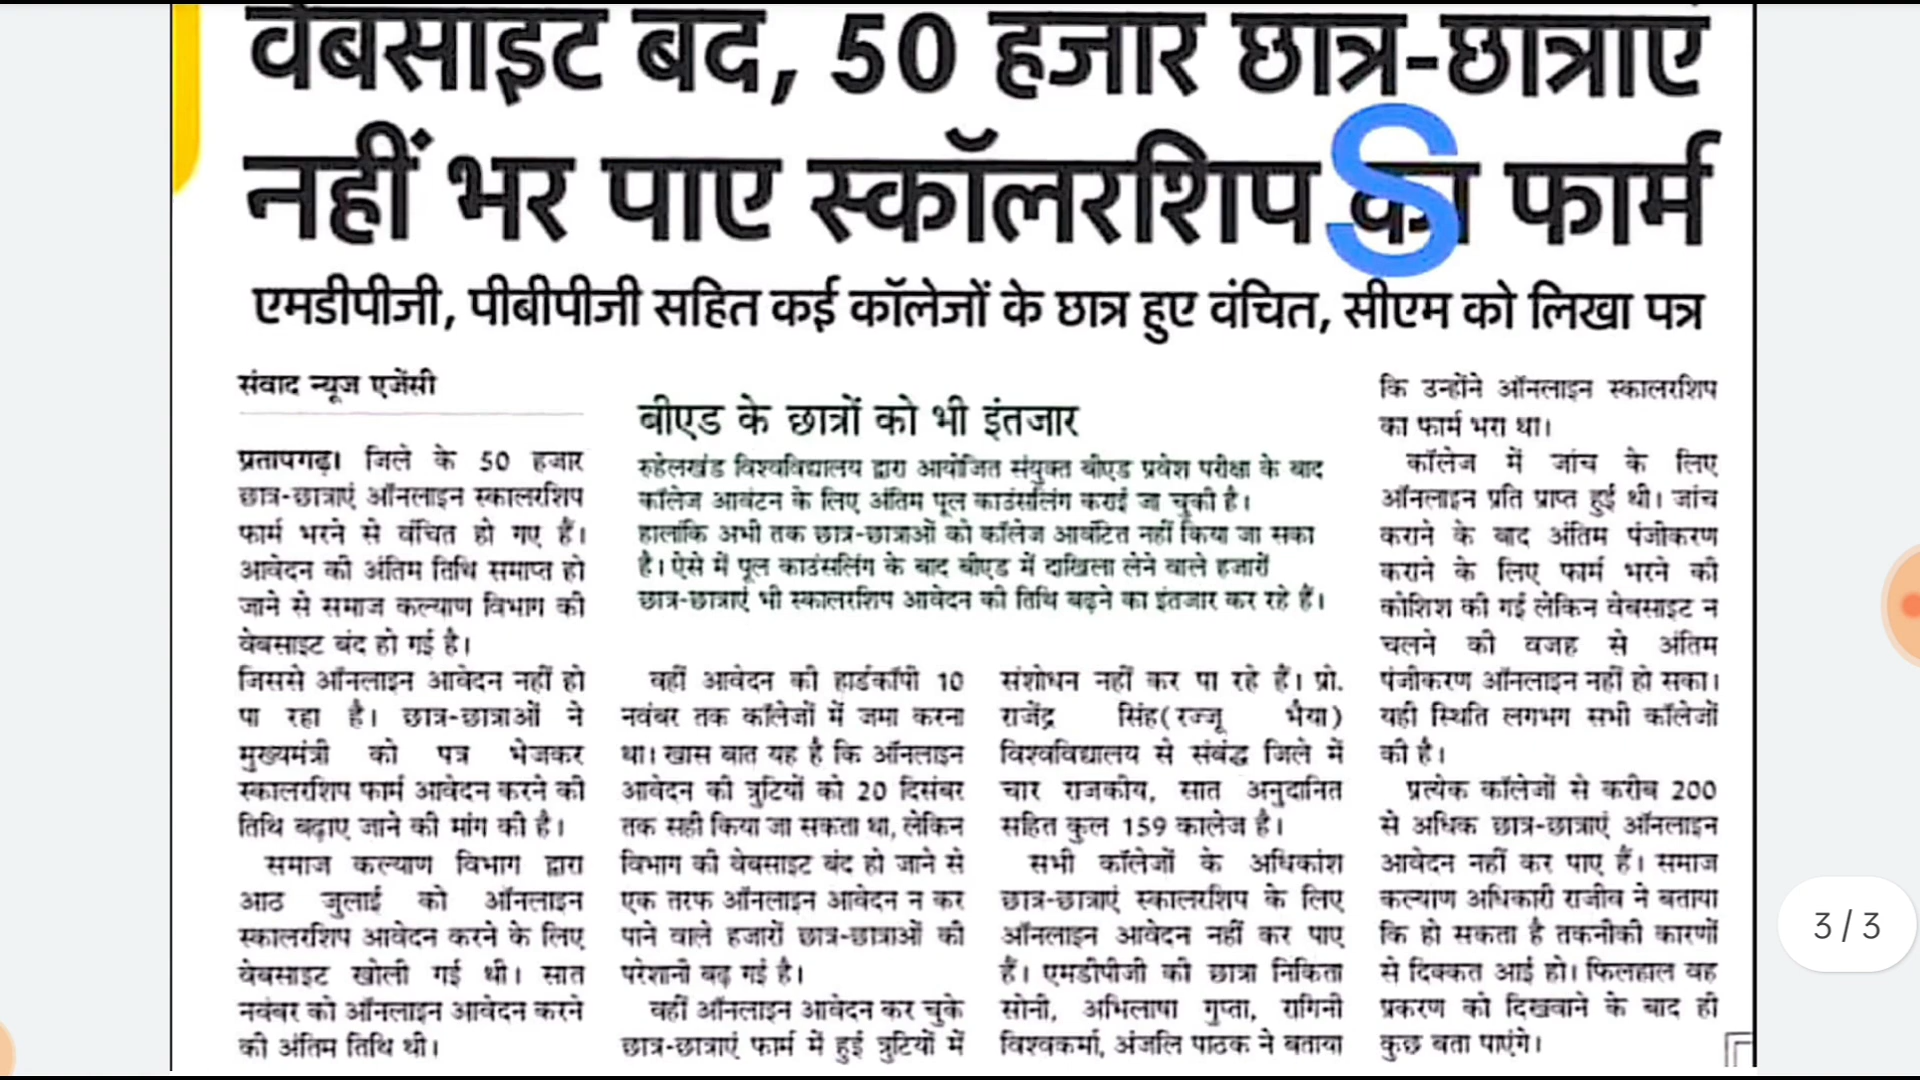 वेबसाइट बंद, 50 हजार छात्र-छात्राएं
नहीं भर पाए स्कॉलरशिप का फार्म
S
एमडीपीजी, पीबीपीजी सहित कई कॉलेजों के छात्र हुए वंचित, सीएम को लिखा पत्र
संवाद न्यूज एजेंसी
प्रतापगढ़। जिले के 50 हजार
छात्र-छात्राएं ऑनलाइन स्कालरशिप
फार्म भरने से वंचित हो गए हैं।
आवेदन की अंतिम तिथि समाप्त हो
जाने से समाज कल्याण विभाग की
वेबसाइट बंद हो गई है।
जिससे ऑनलाइन आवेदन नहीं हो
पा रहा है। छात्र-छात्राओं ने
मुख्यमंत्री को पत्र भेजकर
स्कालरशिप फार्म आवेदन करने की
तिथि बढ़ाए जाने की मांग की है।
समाज कल्याण विभाग द्वारा
आठ जुलाई को ऑनलाइन
स्कालरशिप आवेदन करने के लिए
वेबसाइट खोली गई थी। सात
नवंबर को ऑनलाइन आवेदन करने
की अंतिम तिथि थी।
बीएड के छात्रों को भी इंतजार
रुहेलखंड विश्वविद्यालय द्वारा आयोजित संयुक्त बीएड प्रवेश परीक्षा के बाद
कॉलेज आवंटन के लिए अंतिम पूल काउंसलिंग कराई जा चुकी है।
हालांकि अभी तक छात्र-छात्राओं को कॉलेज आवंटित नहीं किया जा सका
है। ऐसे में पूल काउंसलिंग के बाद बीएड में दाखिला लेने वाले हजारों
छात्र-छात्राएं भी स्कालरशिप आवेदन की तिथि बढ़ने का इंतजार कर रहे हैं।
वहीं आवेदन की हार्डकॉपी 10
नवंबर तक कॉलेजों में जमा करना
था। खास बात यह है कि ऑनलाइन
आवेदन की त्रुटियों को 20 दिसंबर
तक सही किया जा सकता था, लेकिन
विभाग की वेबसाइट बंद हो जाने से
एक तरफ ऑनलाइन आवेदन न कर
पाने वाले हजारों छात्र-छात्राओं की
परेशानी बढ़ गई है।
वहीं ऑनलाइन आवेदन कर चुके
छात्र-छात्राएं फार्म में हुई त्रुटियों में
संशोधन नहीं कर पा रहे हैं। प्रो.
राजेंद्र सिंह(रज्जू भैया)
विश्वविद्यालय से संबंद्ध जिले में
चार राजकीय, सात अनुदानित
सहित कुल 159 कालेज है।
सभी कॉलेजों के अधिकांश
छात्र-छात्राएं स्कालरशिप के लिए
ऑनलाइन आवेदन नहीं कर पाए
हैं। एमडीपीजी की छात्रा निकिता
सोनी, अभिलाषा गुप्ता, रागिनी
विश्वकर्मा, अंजलि पाठक ने बताया
कि उन्होंने ऑनलाइन स्कालरशिप
का फार्म भरा था।
कॉलेज में जांच के लिए
ऑनलाइन प्रति प्राप्त हुई थी। जांच
कराने के बाद अंतिम पंजीकरण
कराने के लिए फार्म भरने की
कोशिश की गई लेकिन वेबसाइट न
चलने की वजह से अंतिम
पंजीकरण ऑनलाइन नहीं हो सका।
यही स्थिति लगभग सभी कॉलेजों
की है।
प्रत्येक कॉलेजों से करीब 200
से अधिक छात्र-छात्राएं ऑनलाइन
आवेदन नहीं कर पाए हैं। समाज
कल्याण अधिकारी राजीव ने बताया
कि हो सकता है तकनीकी कारणों
से दिक्कत आई हो। फिलहाल वह
प्रकरण को दिखवाने के बाद ही
कुछ बता पाएंगे।
3 / 3